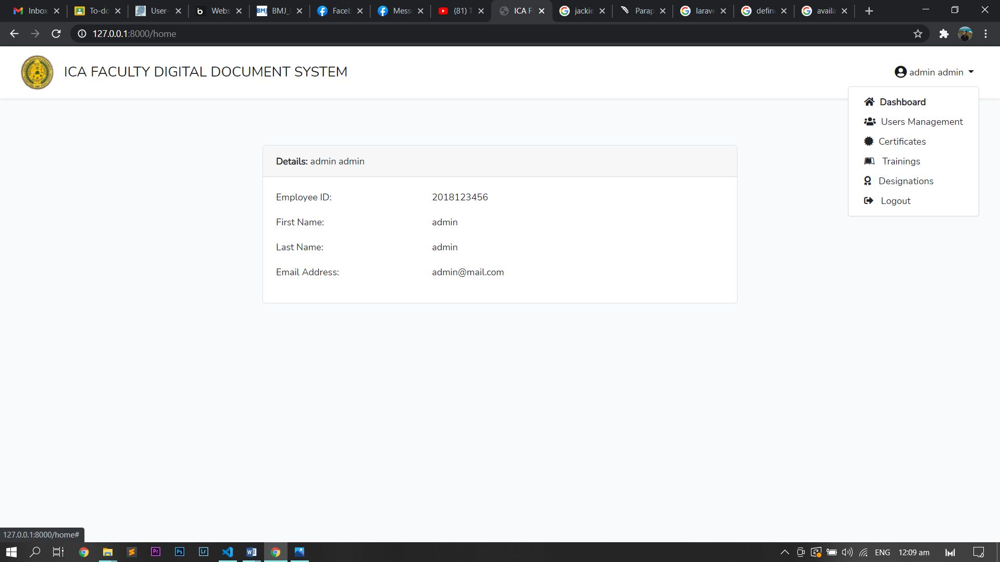 Inbox
To-do
User-
Webs
BMJ_
Faceb
Messe
(81) T
ICA F
jackie
Parap
larave
define
availa
127.0.0.1:8000/home
ICA FACULTY DIGITAL DOCUMENT SYSTEM
admin admin
Dashboard
Users Management
Certificates
Trainings
Designations
Logout
Details: admin admin
Employee ID: 2018123456
First Name: admin
Last Name: admin
Email Address: admin@mail.com
127.0.0.1:8000/home#
ENG 12:09 am